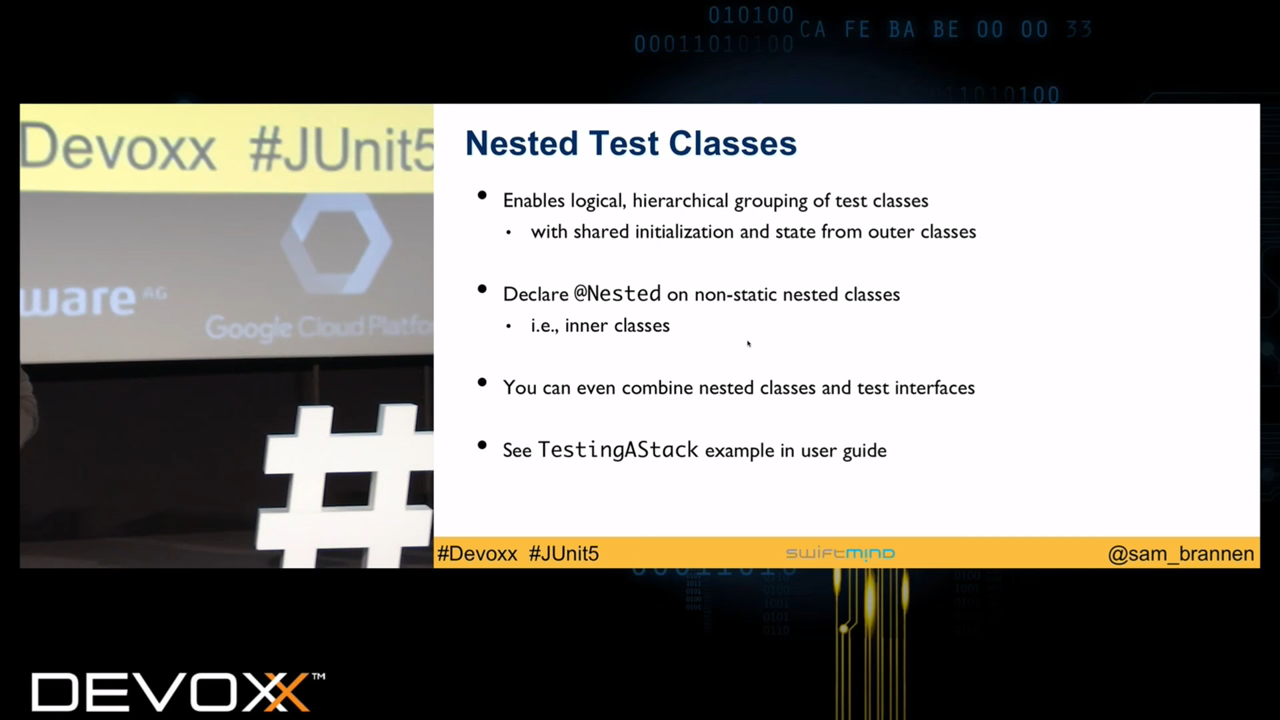 010100
00011010100
CA FE BA BE 00 00 33
1010100
Devoxx #JUnit5
ware AG
Google Cloud Platfo
Nested Test Classes
• Enables logical, hierarchical grouping of test classes
• with shared initialization and state from outer classes
• Declare @Nested on non-static nested classes
• i.e., inner classes
• You can even combine nested classes and test interfaces
• See TestingAStack example in user guide
#Devoxx #JUnit5
swiftmind
@sam_brannen
DEVOXX™